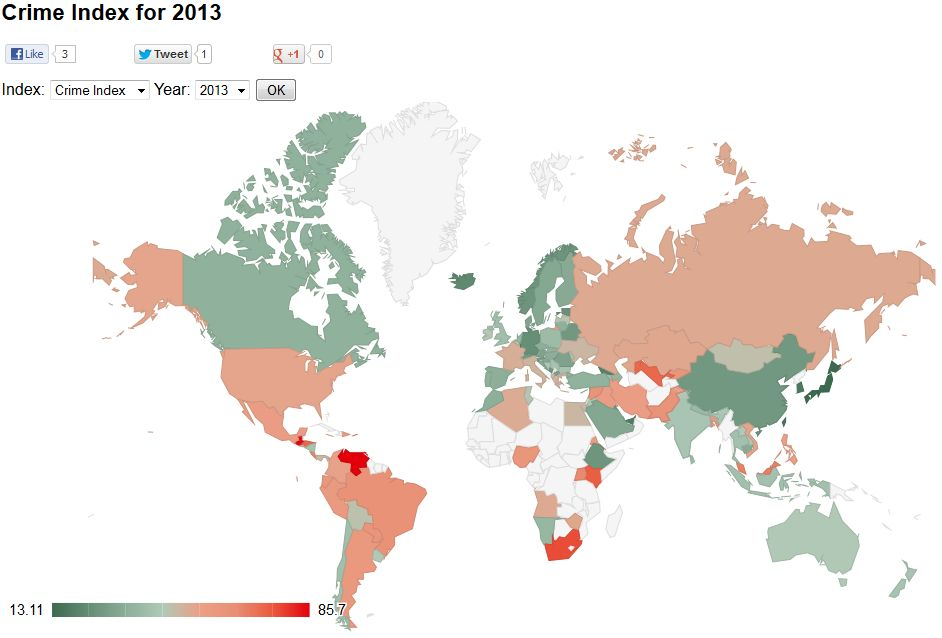 Crime Index for 2013
Like 3 Tweet 1 +1 0
Index: Crime Index Year: 2013 OK
13.11 85.7